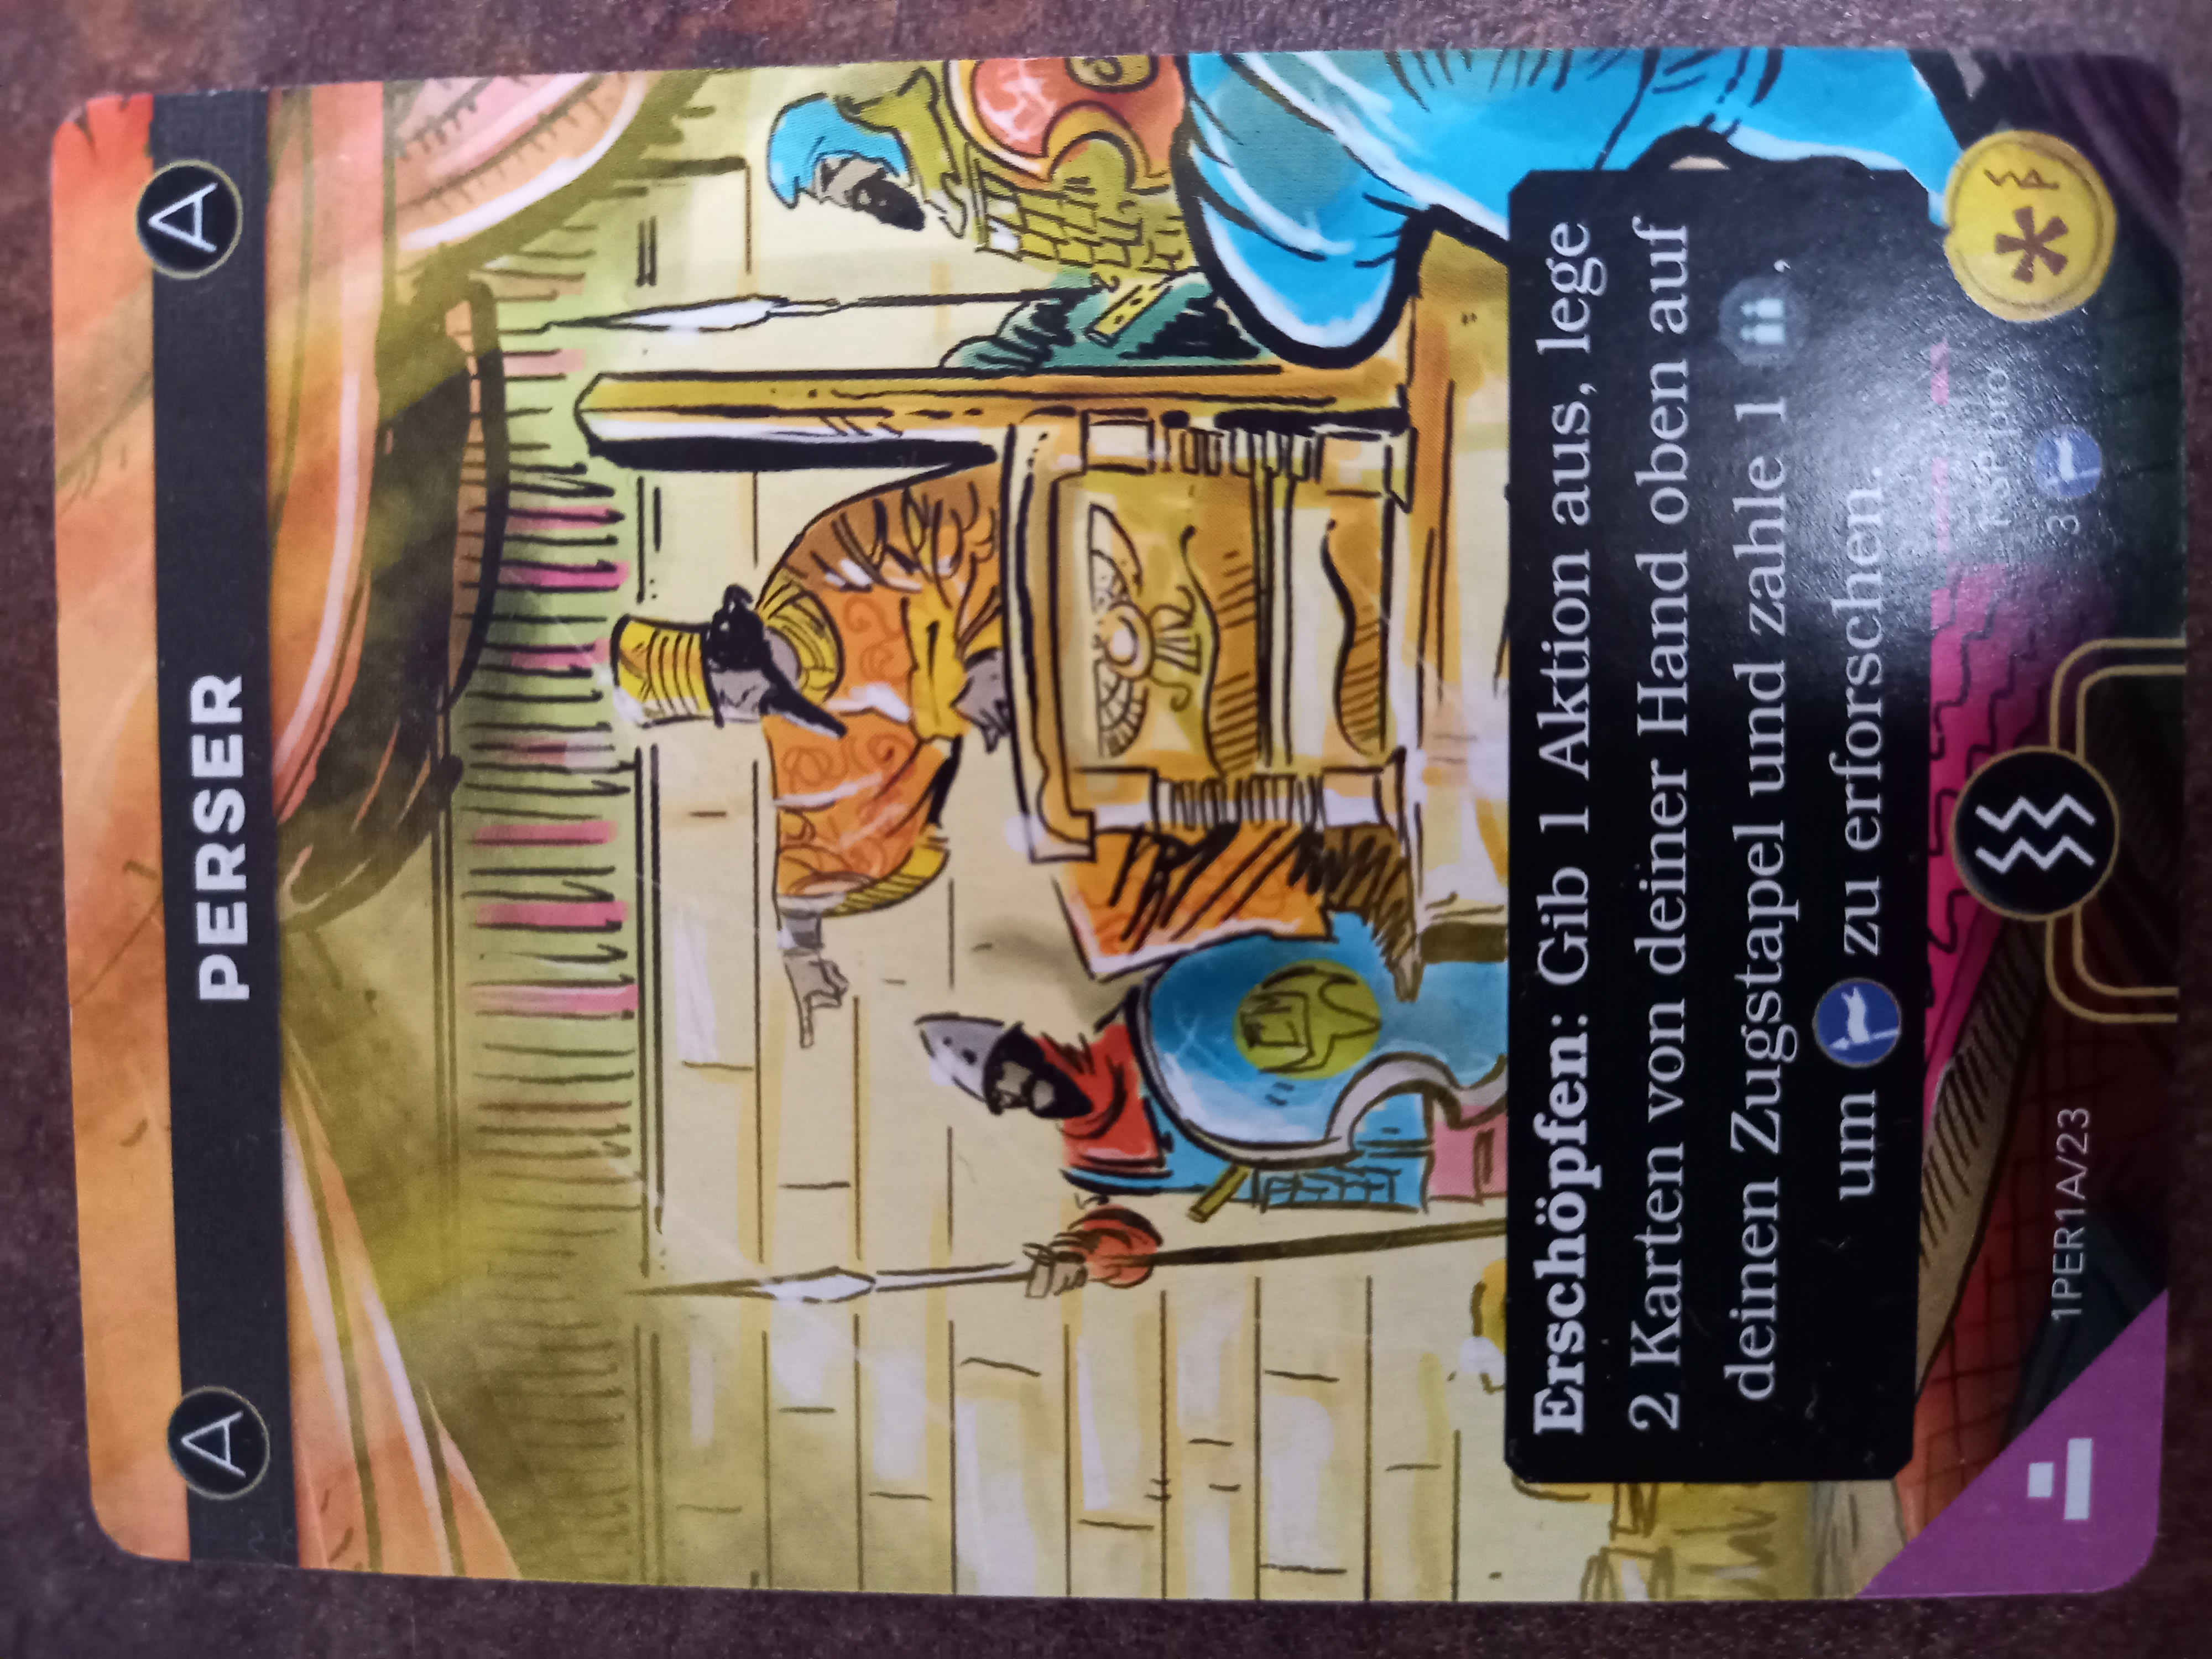 A PERSER A
Erschöpfen: Gib 1 Aktion aus, lege
2 Karten von deiner Hand oben auf
deinen Zugstapel und zahle 1 ,
um zu erforschen.
1 SP pro
3
* SP
1PER1A/23